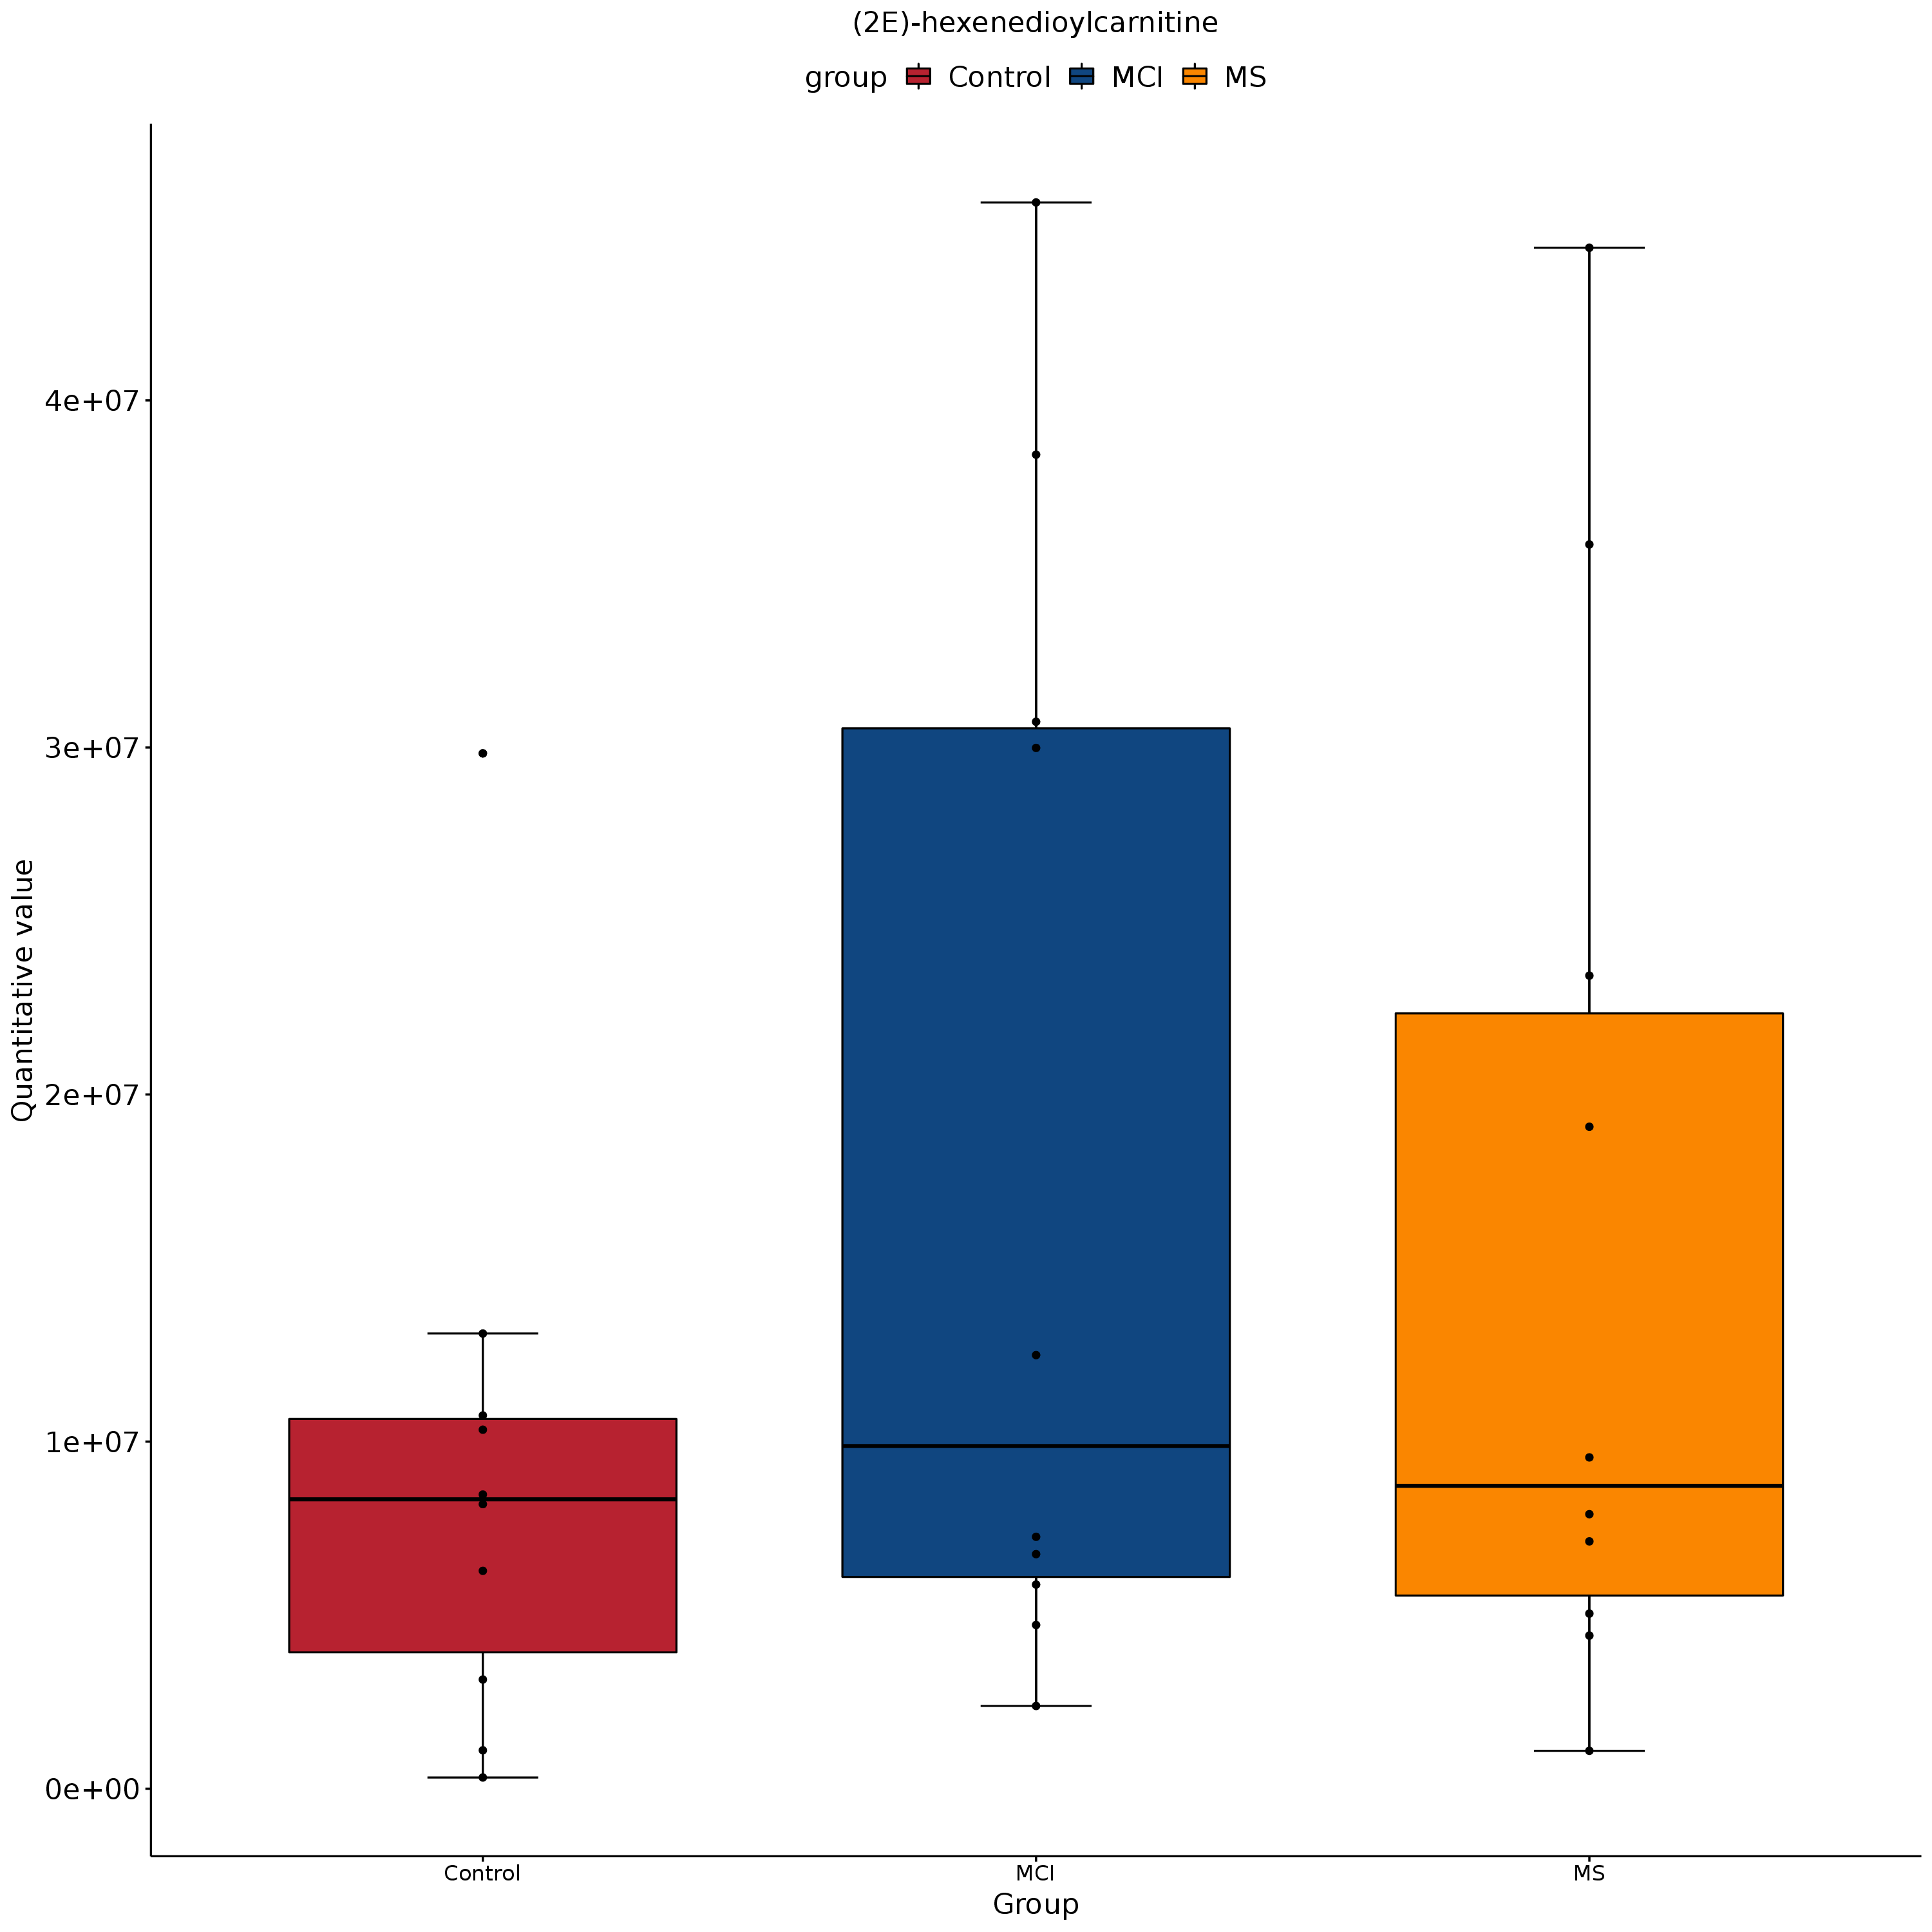 (2E)-hexenedioylcarnitine
group Control MCI MS
Quantitative value
4e+07
3e+07
2e+07
1e+07
0e+00
Control MCI MS
Group